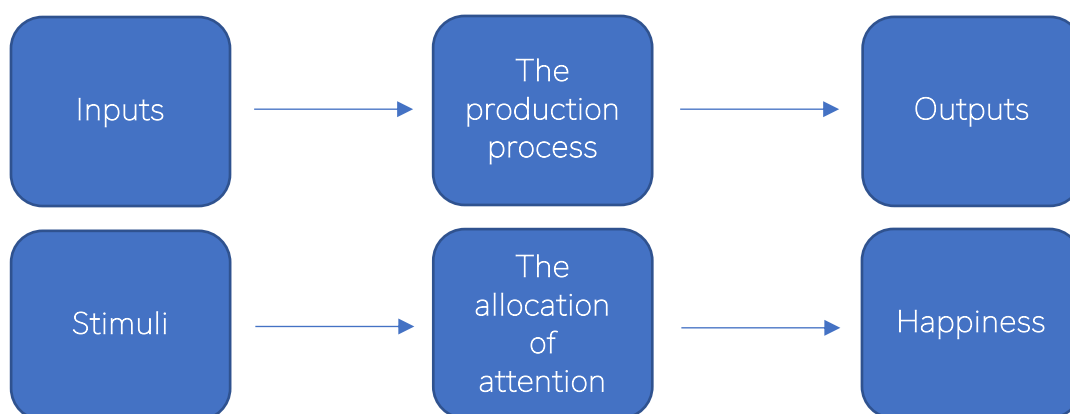 Inputs
The
production
process
Outputs
Stimuli
The
allocation
of
attention
Happiness